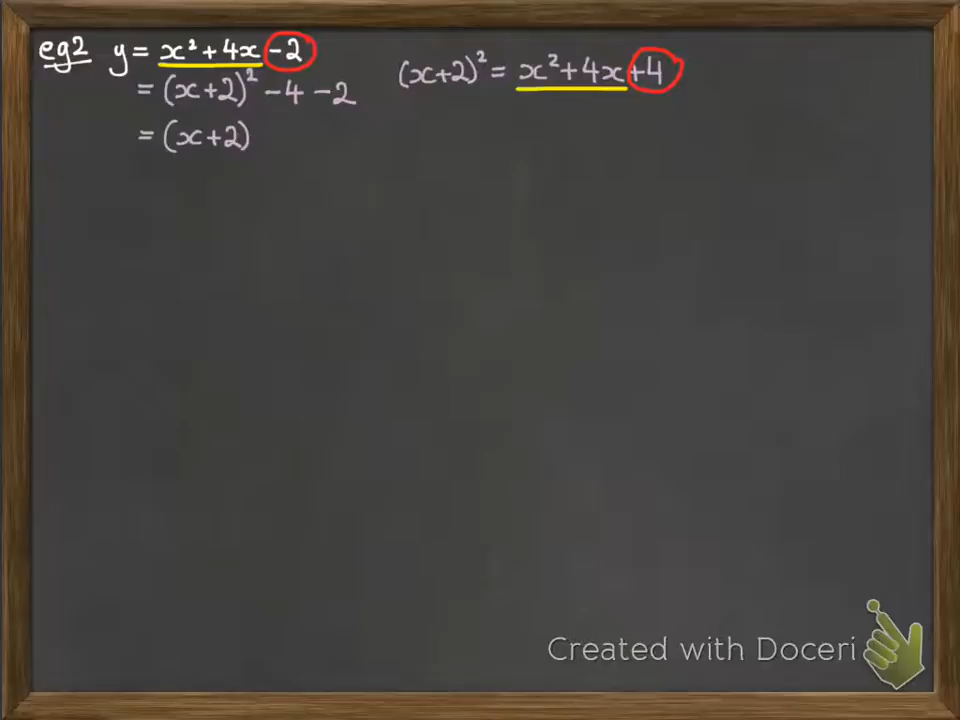 eg2 y = x² + 4x - 2
(x+2)² = x² + 4x + 4
= (x+2)² - 4 - 2
= (x+2)
Created with Doceri